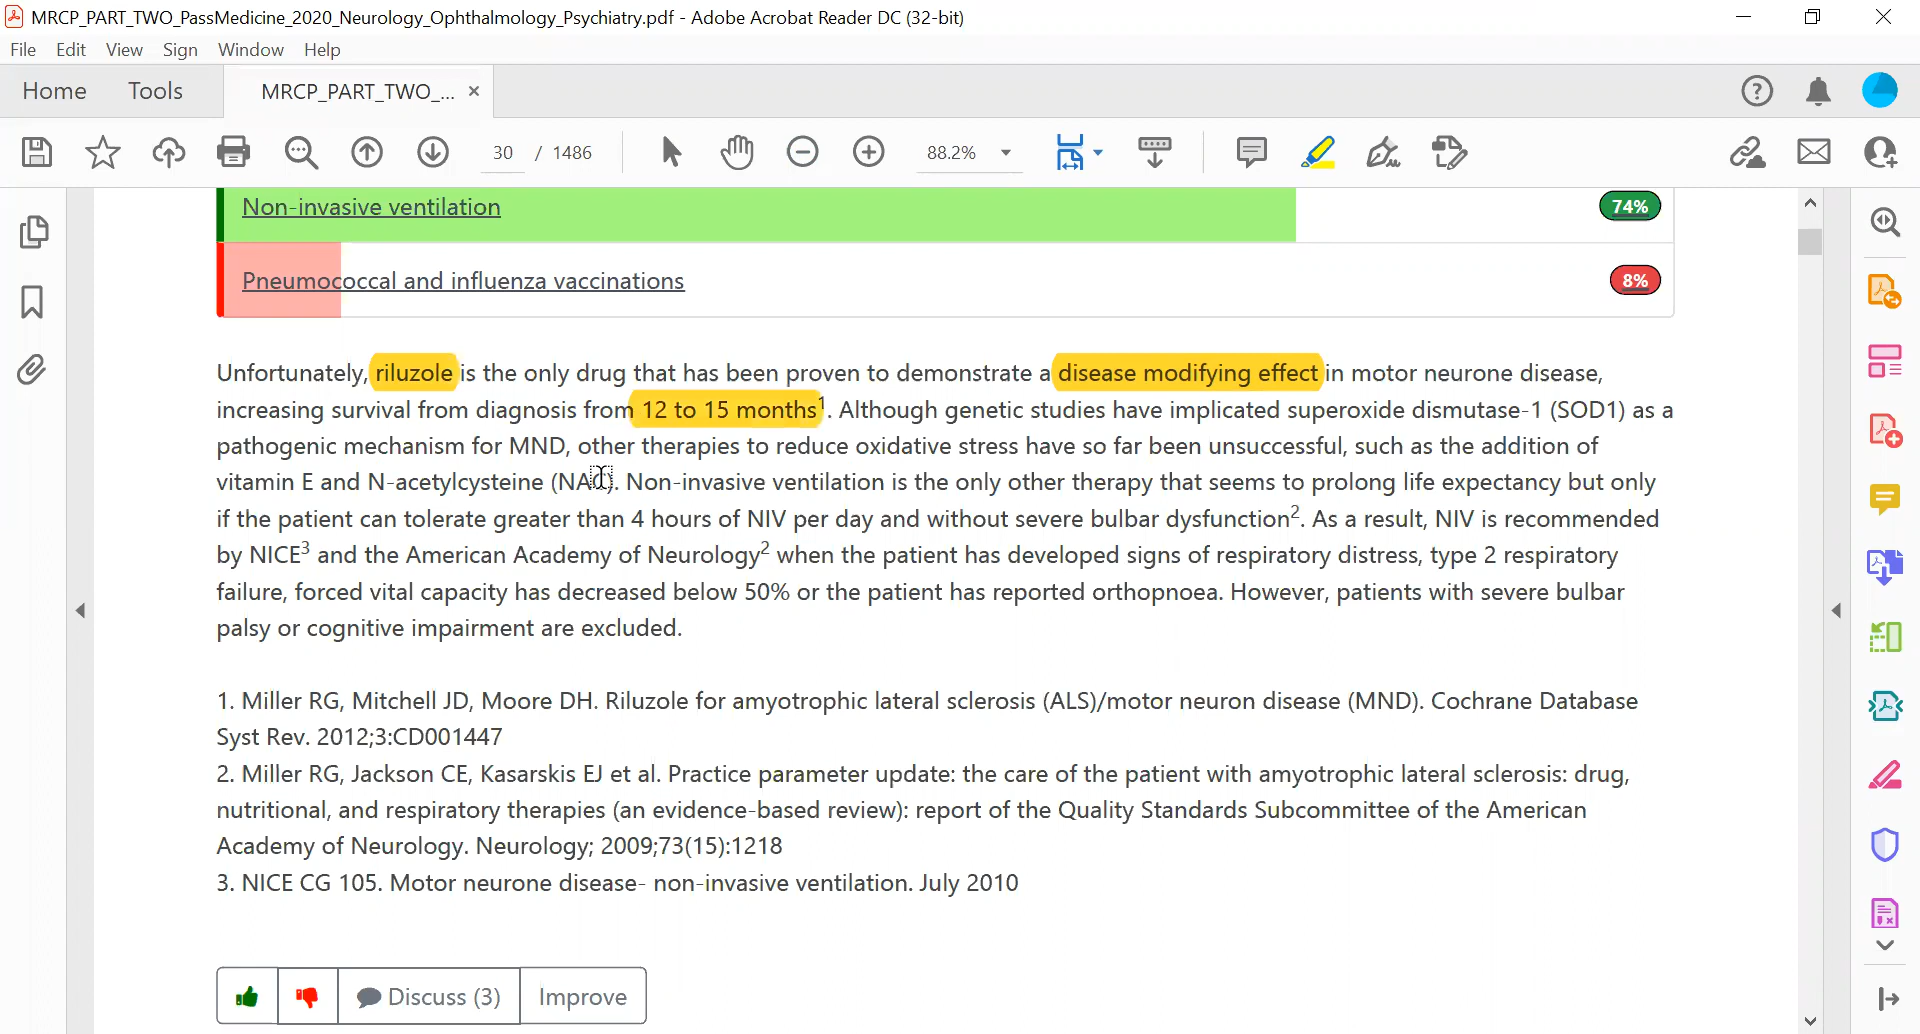 MRCP_PART_TWO_PassMedicine_2020_Neurology_Ophthalmology_Psychiatry.pdf - Adobe Acrobat Reader DC (32-bit)
File Edit View Sign Window Help
Home Tools MRCP_PART_TWO_... ×
30 / 1486 88.2%
Non-invasive ventilation 74%
Pneumococcal and influenza vaccinations 8%
Unfortunately, riluzole is the only drug that has been proven to demonstrate a disease modifying effect in motor neurone disease,
increasing survival from diagnosis from 12 to 15 months¹. Although genetic studies have implicated superoxide dismutase-1 (SOD1) as a
pathogenic mechanism for MND, other therapies to reduce oxidative stress have so far been unsuccessful, such as the addition of
vitamin E and N-acetylcysteine (NAC). Non-invasive ventilation is the only other therapy that seems to prolong life expectancy but only
if the patient can tolerate greater than 4 hours of NIV per day and without severe bulbar dysfunction². As a result, NIV is recommended
by NICE³ and the American Academy of Neurology² when the patient has developed signs of respiratory distress, type 2 respiratory
failure, forced vital capacity has decreased below 50% or the patient has reported orthopnoea. However, patients with severe bulbar
palsy or cognitive impairment are excluded.
1. Miller RG, Mitchell JD, Moore DH. Riluzole for amyotrophic lateral sclerosis (ALS)/motor neuron disease (MND). Cochrane Database
Syst Rev. 2012;3:CD001447
2. Miller RG, Jackson CE, Kasarskis EJ et al. Practice parameter update: the care of the patient with amyotrophic lateral sclerosis: drug,
nutritional, and respiratory therapies (an evidence-based review): report of the Quality Standards Subcommittee of the American
Academy of Neurology. Neurology; 2009;73(15):1218
3. NICE CG 105. Motor neurone disease- non-invasive ventilation. July 2010
Discuss (3) Improve